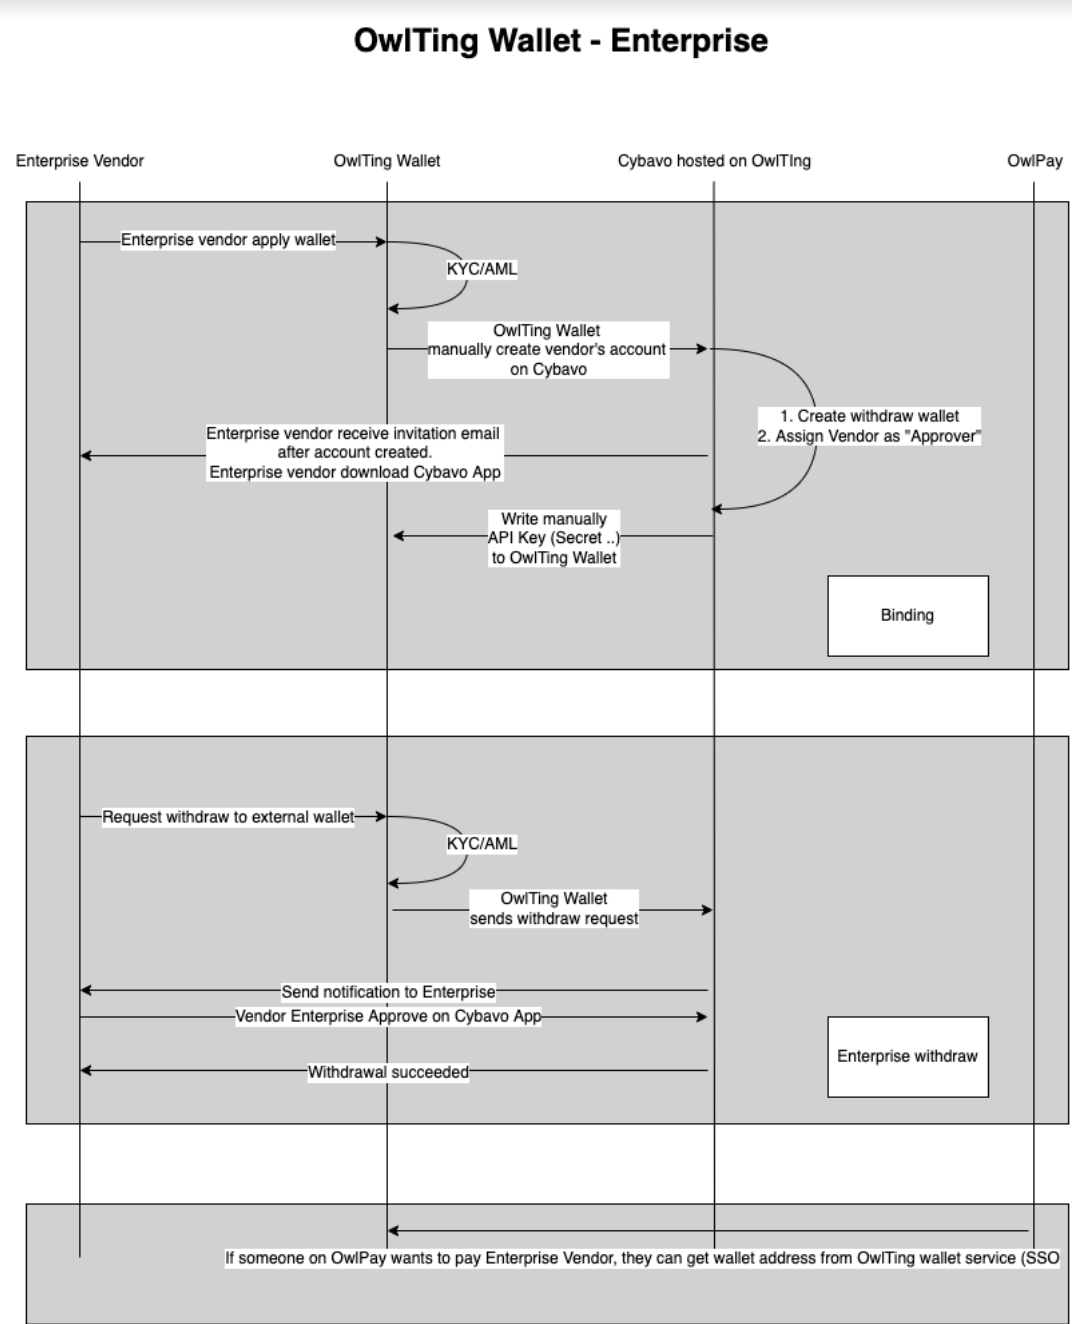 OwlTing Wallet - Enterprise
Enterprise Vendor
OwlTing Wallet
Cybavo hosted on OwlTIng
OwlPay
Enterprise vendor apply wallet
KYC/AML
OwlTing Wallet
manually create vendor's account
on Cybavo
1. Create withdraw wallet
2. Assign Vendor as "Approver"
Enterprise vendor receive invitation email
after account created.
Enterprise vendor download Cybavo App
Write manually
API Key (Secret ..)
to OwlTing Wallet
Binding
Request withdraw to external wallet
KYC/AML
OwlTing Wallet
sends withdraw request
Send notification to Enterprise
Vendor Enterprise Approve on Cybavo App
Enterprise withdraw
Withdrawal succeeded
If someone on OwlPay wants to pay Enterprise Vendor, they can get wallet address from OwlTing wallet service (SSO